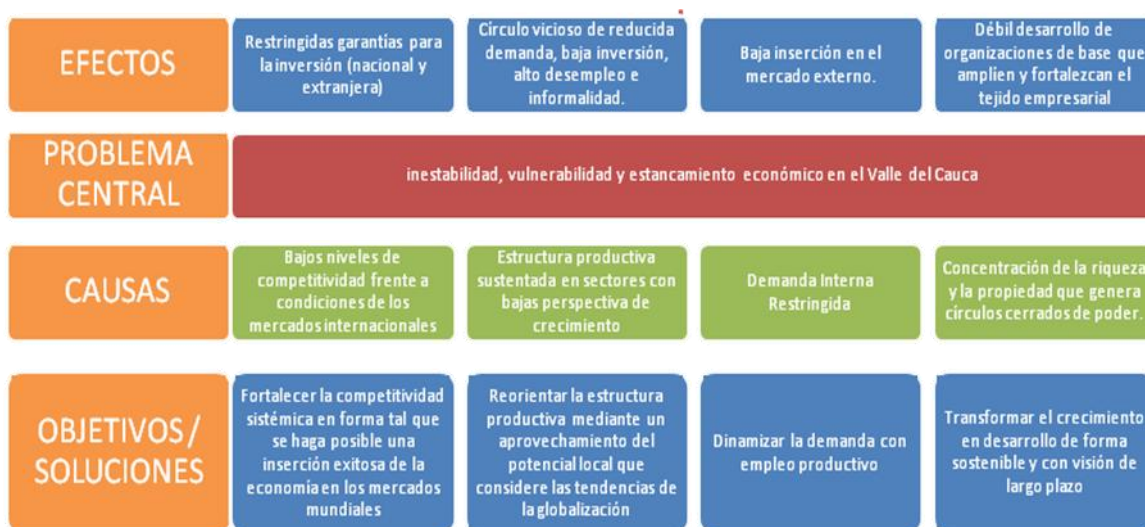 EFECTOS
Restringidas garantías para
la inversión (nacional y
extranjera)
Círculo vicioso de reducida
demanda, baja inversión,
alto desempleo e
informalidad.
Baja inserción en el
mercado externo.
Débil desarrollo de
organizaciones de base que
amplien y fortalezcan el
tejido empresarial
PROBLEMA
CENTRAL
inestabilidad, vulnerabilidad y estancamiento económico en el Valle del Cauca
CAUSAS
Bajos niveles de
competitividad frente a
condiciones de los
mercados internacionales
Estructura productiva
sustentada en sectores con
bajas perspectiva de
crecimiento
Demanda Interna
Restringida
Concentración de la riqueza
y la propiedad que genera
círculos cerrados de poder.
OBJETIVOS /
SOLUCIONES
Fortalecer la competitividad
sistémica en forma tal que
se haga posible una
inserción exitosa de la
economía en los mercados
mundiales
Reorientar la estructura
productiva mediante un
aprovechamiento del
potencial local que
considere las tendencias de
la globalización
Dinamizar la demanda con
empleo productivo
Transformar el crecimiento
en desarrollo de forma
sostenible y con visión de
largo plazo